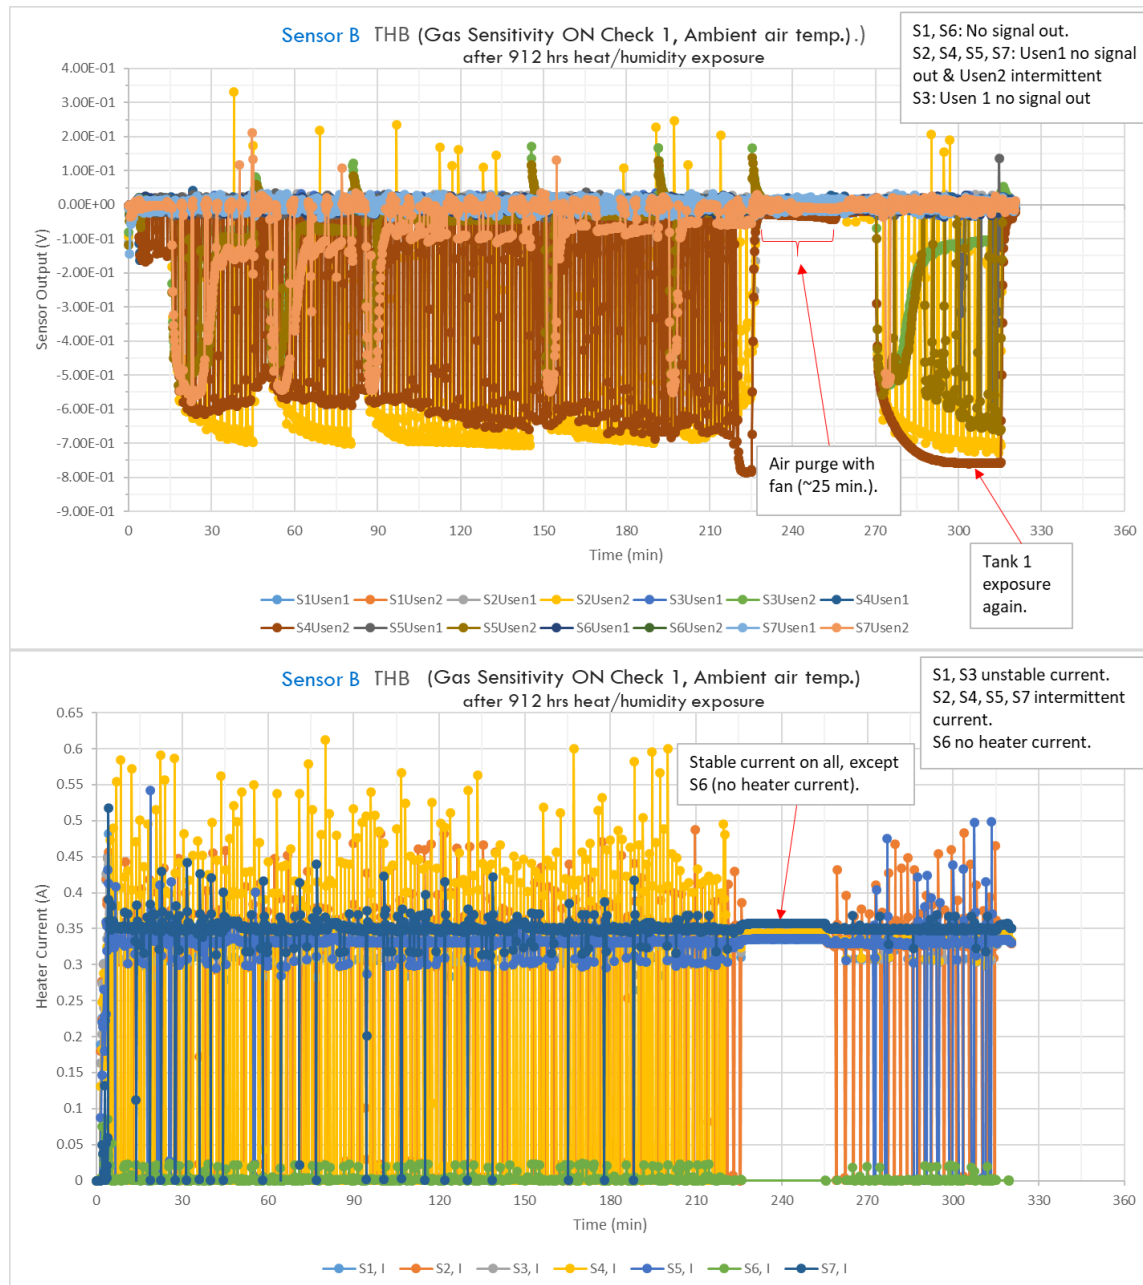 Sensor B THB (Gas Sensitivity ON Check 1, Ambient air temp.).)
after 912 hrs heat/humidity exposure
S1, S6: No signal out.
S2, S4, S5, S7: Usen1 no signal
out & Usen2 intermittent
S3: Usen 1 no signal out
4.00E-01
3.00E-01
2.00E-01
1.00E-01
0.00E+00
-1.00E-01
-2.00E-01
-3.00E-01
-4.00E-01
-5.00E-01
-6.00E-01
-7.00E-01
-8.00E-01
-9.00E-01
Sensor Output (V)
Air purge with
fan (~25 min.).
0 30 60 90 120 150 180 210 240 270 300 330 360
Time (min)
Tank 1
exposure
again.
S1Usen1 S1Usen2 S2Usen1 S2Usen2 S3Usen1 S3Usen2 S4Usen1
S4Usen2 S5Usen1 S5Usen2 S6Usen1 S6Usen2 S7Usen1 S7Usen2
Sensor B THB (Gas Sensitivity ON Check 1, Ambient air temp.)
after 912 hrs heat/humidity exposure
S1, S3 unstable current.
S2, S4, S5, S7 intermittent
current.
S6 no heater current.
Stable current on all, except
S6 (no heater current).
0.65
0.6
0.55
0.5
0.45
0.4
0.35
0.3
0.25
0.2
0.15
0.1
0.05
0
Heater Current (A)
0 30 60 90 120 150 180 210 240 270 300 330 360
Time (min)
S1, I S2, I S3, I S4, I S5, I S6, I S7, I